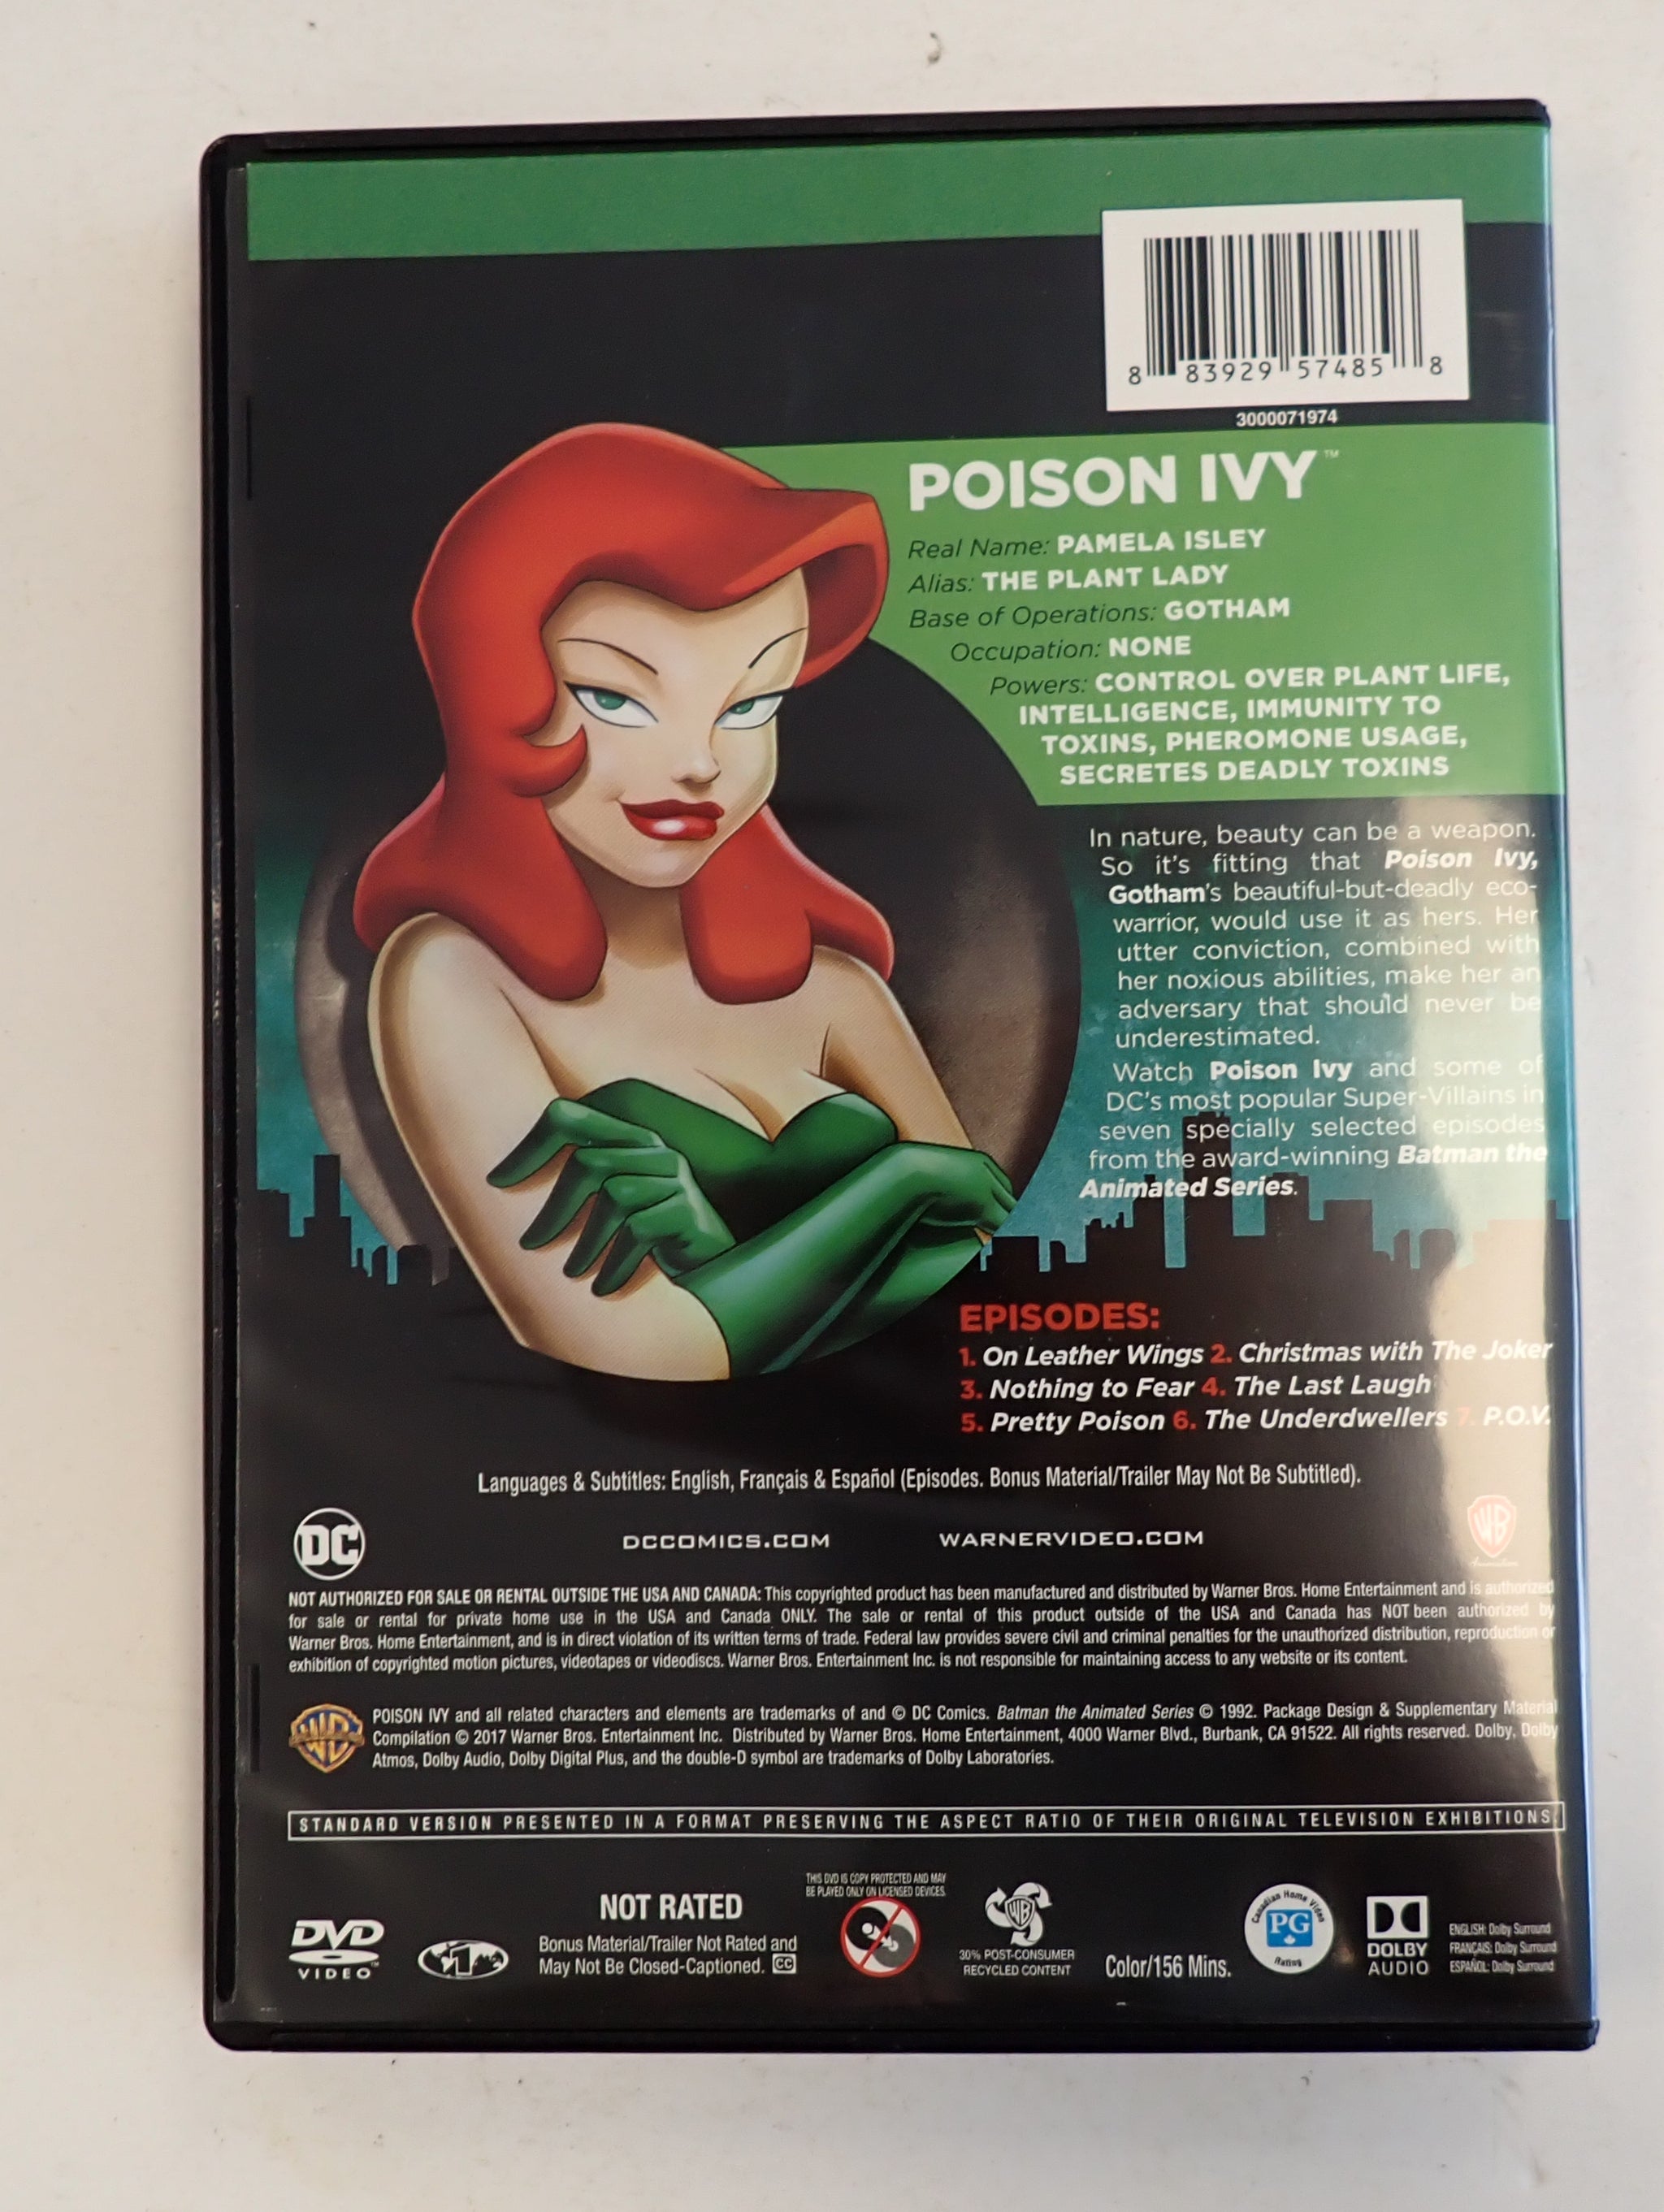 8 83929 57485 8
3000071974
POISON IVY™
Real Name: PAMELA ISLEY
Alias: THE PLANT LADY
Base of Operations: GOTHAM
Occupation: NONE
Powers: CONTROL OVER PLANT LIFE,
INTELLIGENCE, IMMUNITY TO
TOXINS, PHEROMONE USAGE,
SECRETES DEADLY TOXINS
In nature, beauty can be a weapon.
So it's fitting that Poison Ivy,
Gotham's beautiful-but-deadly eco-
warrior, would use it as hers. Her
utter conviction, combined with
her noxious abilities, make her an
adversary that should never be
underestimated.
Watch Poison Ivy and some of
DC's most popular Super-Villains in
seven specially selected episodes
from the award-winning Batman the
Animated Series.
EPISODES:
1. On Leather Wings 2. Christmas with The Joker
3. Nothing to Fear 4. The Last Laugh
5. Pretty Poison 6. The Underdwellers 7. P.O.V.
Languages & Subtitles: English, Français & Español (Episodes. Bonus Material/Trailer May Not Be Subtitled).
DC
DCCOMICS.COM
WARNERVIDEO.COM
WB
NOT AUTHORIZED FOR SALE OR RENTAL OUTSIDE THE USA AND CANADA: This copyrighted product has been manufactured and distributed by Warner Bros. Home Entertainment and is authorized
for sale or rental for private home use in the USA and Canada ONLY. The sale or rental of this product outside of the USA and Canada has NOT been authorized by
Warner Bros. Home Entertainment, and is in direct violation of its written terms of trade. Federal law provides severe civil and criminal penalties for the unauthorized distribution, reproduction or
exhibition of copyrighted motion pictures, videotapes or videodiscs. Warner Bros. Entertainment Inc. is not responsible for maintaining access to any website or its content.
WB
POISON IVY and all related characters and elements are trademarks of and © DC Comics. Batman the Animated Series © 1992. Package Design & Supplementary Material
Compilation © 2017 Warner Bros. Entertainment Inc. Distributed by Warner Bros. Home Entertainment, 4000 Warner Blvd., Burbank, CA 91522. All rights reserved. Dolby, Dolby
Atmos, Dolby Audio, Dolby Digital Plus, and the double-D symbol are trademarks of Dolby Laboratories.
STANDARD VERSION PRESENTED IN A FORMAT PRESERVING THE ASPECT RATIO OF THEIR ORIGINAL TELEVISION EXHIBITIONS.
DVD
VIDEO™
1
NOT RATED
Bonus Material/Trailer Not Rated and
May Not Be Closed-Captioned. CC
THIS DVD IS COPY PROTECTED AND MAY
BE PLAYED ONLY ON LICENSED DEVICES.
WB
30% POST-CONSUMER
RECYCLED CONTENT
Color/156 Mins.
Canadian Home Video
PG
Rating
DOLBY
AUDIO
ENGLISH: Dolby Surround
FRANÇAIS: Dolby Surround
ESPAÑOL: Dolby Surround